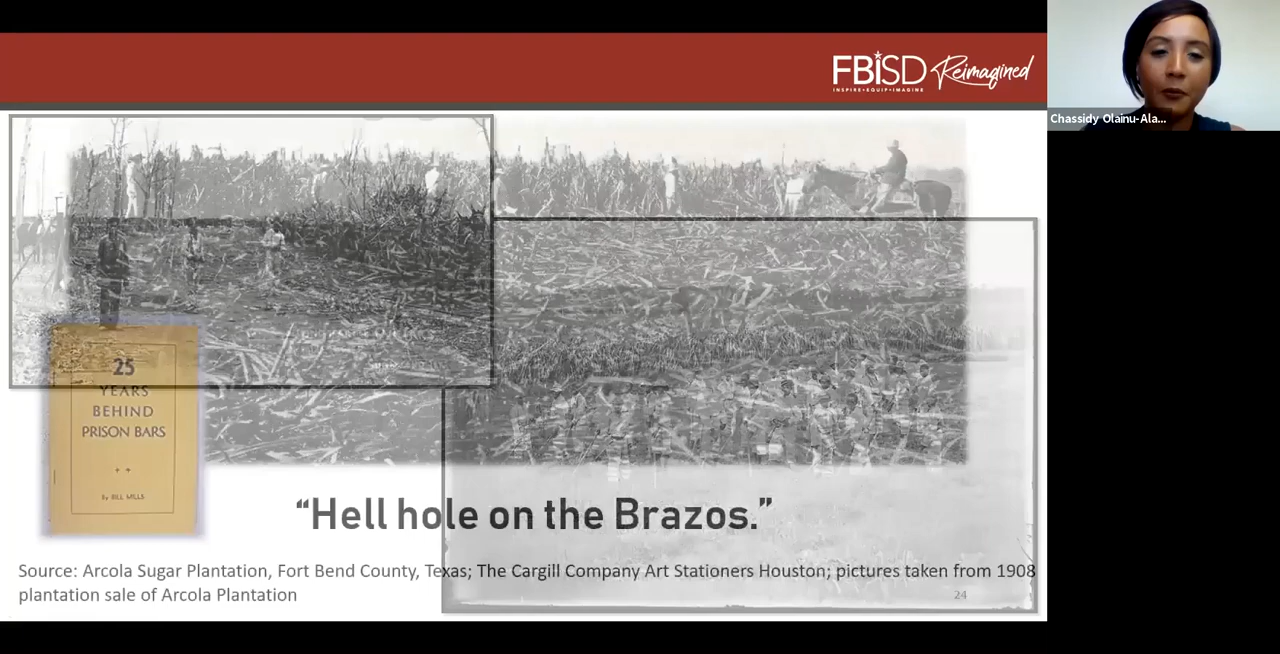 FBISD Reimagined
INSPIRE•EQUIP•IMAGINE
Chassidy Olainu-Ala...
25
YEARS
BEHIND
PRISON BARS
By BILL MILLS
“Hell hole on the Brazos.”
Source: Arcola Sugar Plantation, Fort Bend County, Texas; The Cargill Company Art Stationers Houston; pictures taken from 1908
plantation sale of Arcola Plantation
24